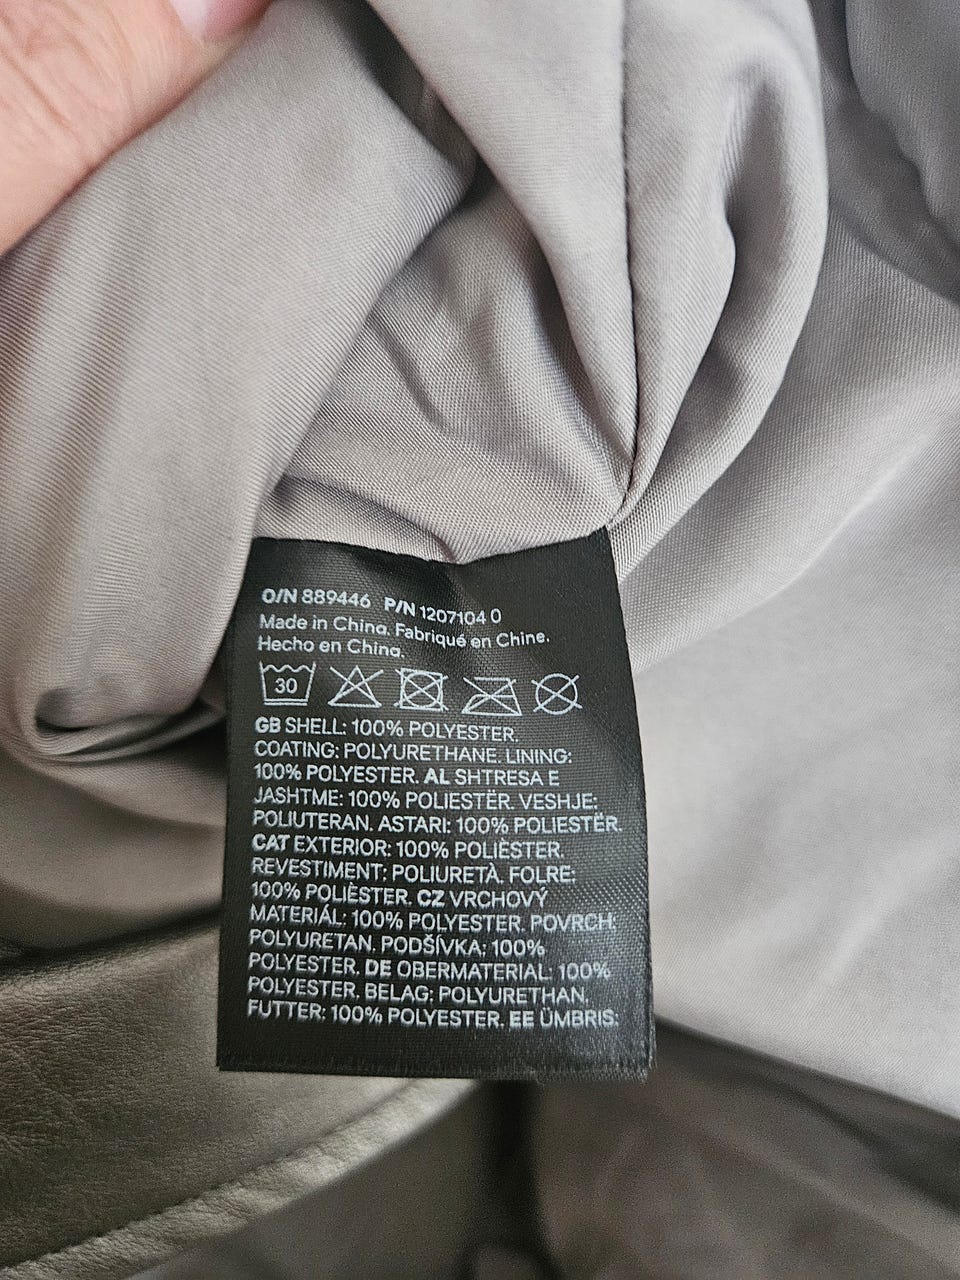 O/N 889446 P/N 1207104 0
Made in China. Fabriqué en Chine.
Hecho en China.
30
GB SHELL: 100% POLYESTER.
COATING: POLYURETHANE. LINING:
100% POLYESTER. AL SHTRESA E
JASHTME: 100% POLIESTËR. VESHJE:
POLIUTERAN. ASTARI: 100% POLIESTËR.
CAT EXTERIOR: 100% POLIÈSTER.
REVESTIMENT: POLIURETÀ. FOLRE:
100% POLIÈSTER. CZ VRCHOVÝ
MATERIÁL: 100% POLYESTER. POVRCH:
POLYURETAN. PODŠÍVKA: 100%
POLYESTER. DE OBERMATERIAL: 100%
POLYESTER. BELAG: POLYURETHAN.
FUTTER: 100% POLYESTER. EE ÜMBRIS: